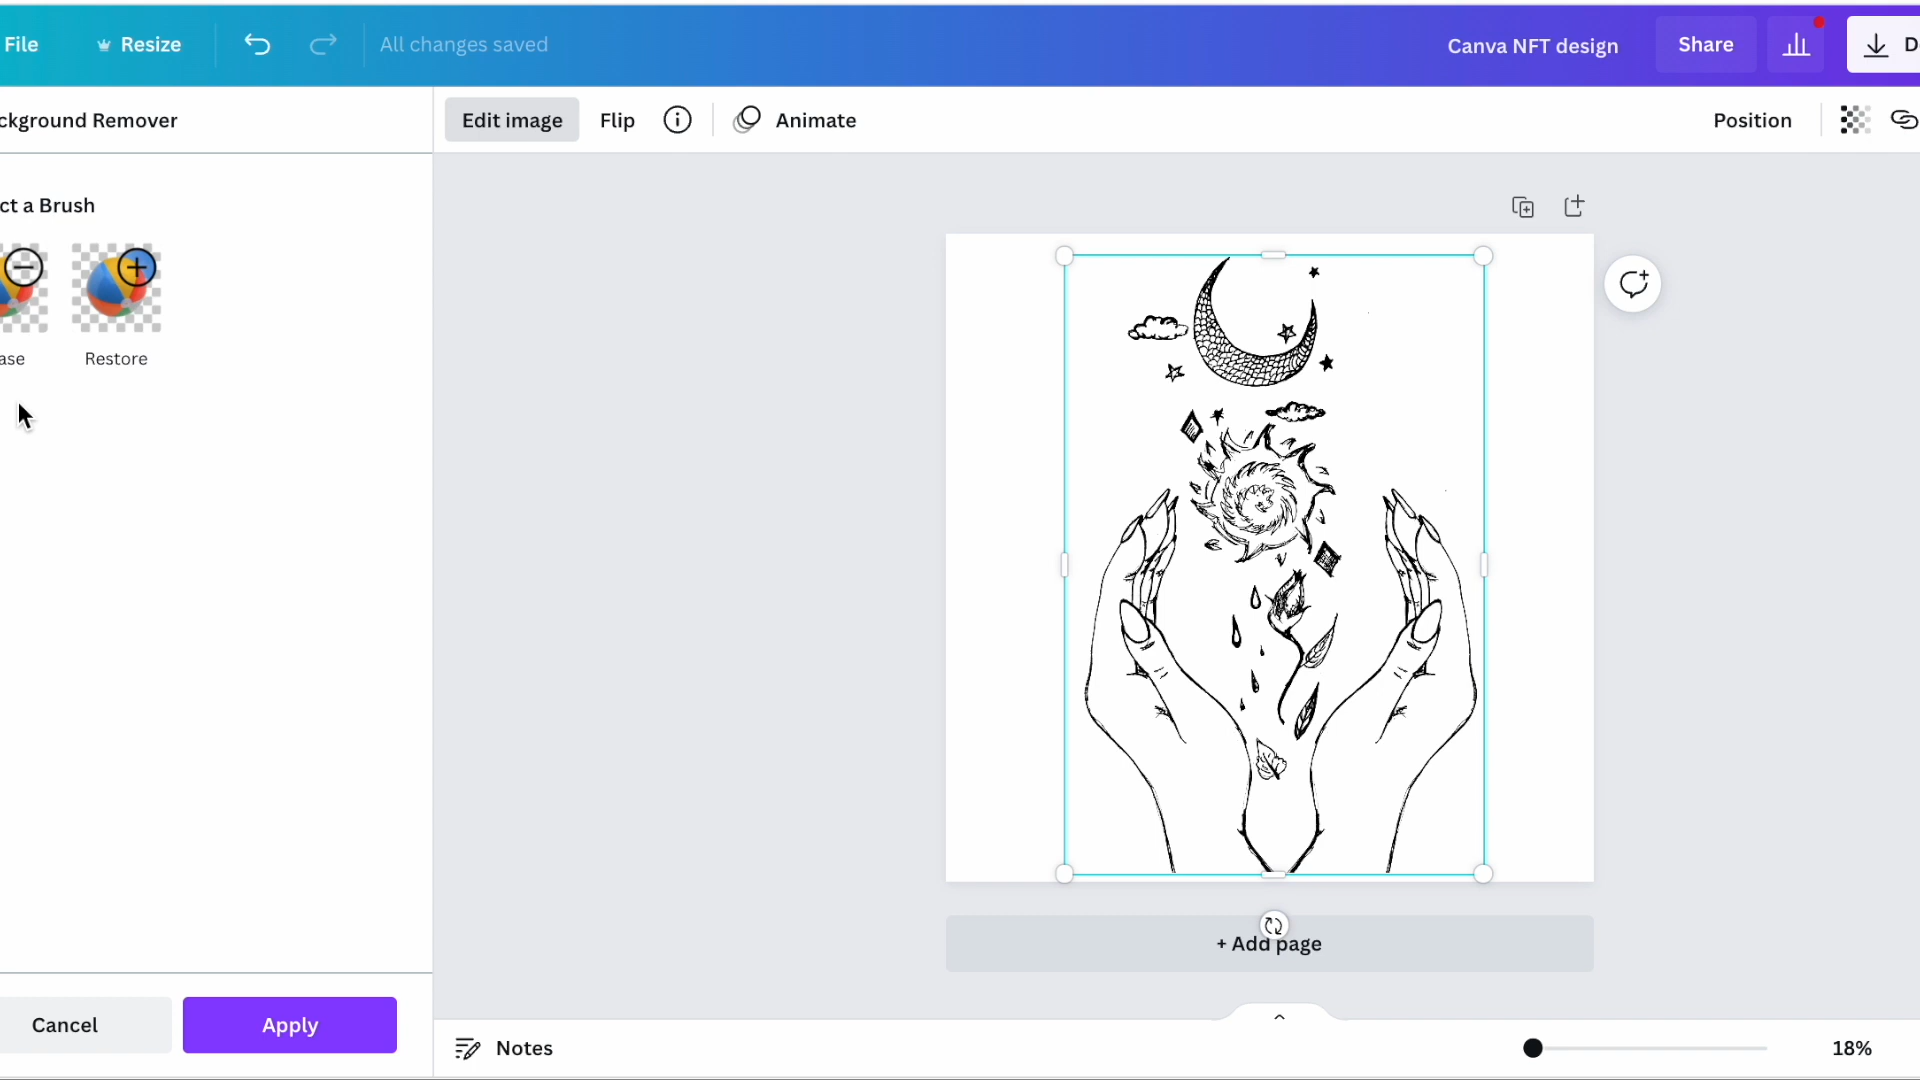 File
Resize
All changes saved
Canva NFT design
Share
D
ckground Remover
Edit image
Flip
Animate
Position
ct a Brush
ase
Restore
+ Add page
Cancel
Apply
Notes
18%